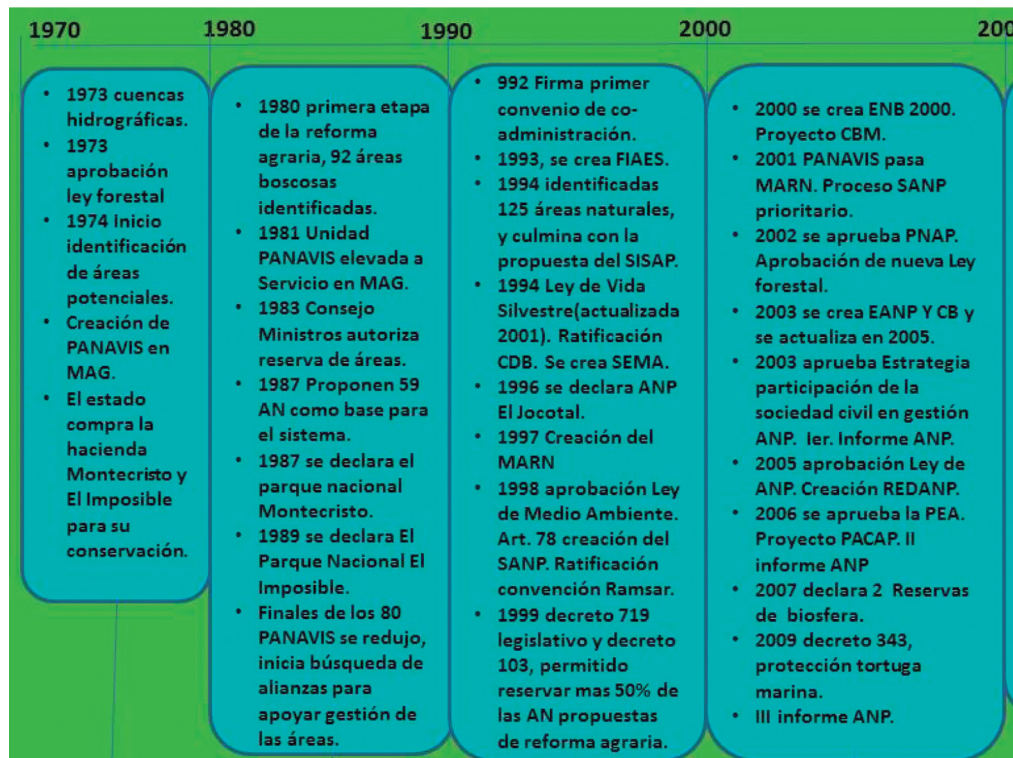 1970
1980
1990
2000
200
• 1973 cuencas
hidrográficas.
• 1973
aprobación
ley forestal
• 1974 Inicio
identificación
de áreas
potenciales.
• Creación de
PANAVIS en
MAG.
• El estado
compra la
hacienda
Montecristo y
El Imposible
para su
conservación.
• 1980 primera etapa
de la reforma
agraria, 92 áreas
boscosas
identificadas.
• 1981 Unidad
PANAVIS elevada a
Servicio en MAG.
• 1983 Consejo
Ministros autoriza
reserva de áreas.
• 1987 Proponen 59
AN como base para
el sistema.
• 1987 se declara el
parque nacional
Montecristo.
• 1989 se declara El
Parque Nacional El
Imposible.
• Finales de los 80
PANAVIS se redujo,
inicia búsqueda de
alianzas para
apoyar gestión de
las áreas.
• 992 Firma primer
convenio de co-
administración.
• 1993, se crea FIAES.
• 1994 identificadas
125 áreas naturales,
y culmina con la
propuesta del SISAP.
• 1994 Ley de Vida
Silvestre(actualizada
2001). Ratificación
CDB. Se crea SEMA.
• 1996 se declara ANP
El Jocotal.
• 1997 Creación del
MARN
• 1998 aprobación Ley
de Medio Ambiente.
Art. 78 creación del
SANP. Ratificación
convención Ramsar.
• 1999 decreto 719
legislativo y decreto
103, permitido
reservar mas 50% de
las AN propuestas
de reforma agraria.
• 2000 se crea ENB 2000.
Proyecto CBM.
• 2001 PANAVIS pasa
MARN. Proceso SANP
prioritario.
• 2002 se aprueba PNAP.
Aprobación de nueva Ley
forestal.
• 2003 se crea EANP Y CB y
se actualiza en 2005.
• 2003 aprueba Estrategia
participación de la
sociedad civil en gestión
ANP. Ier. Informe ANP.
• 2005 aprobación Ley de
ANP. Creación REDANP.
• 2006 se aprueba la PEA.
Proyecto PACAP. II
informe ANP
• 2007 declara 2 Reservas
de biosfera.
• 2009 decreto 343,
protección tortuga
marina.
• III informe ANP.